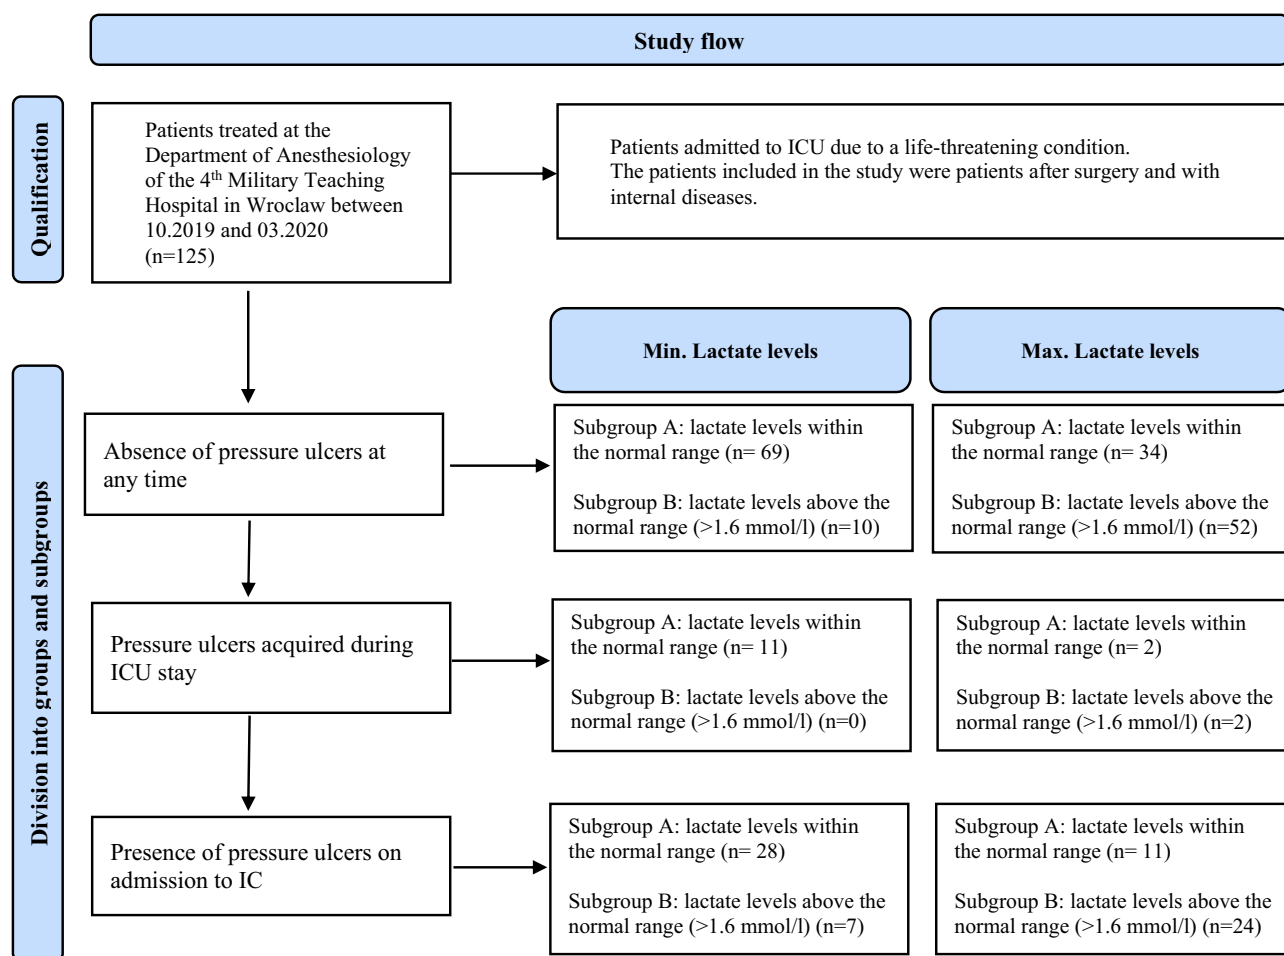 Study flow
Qualification
Patients treated at the
Department of Anesthesiology
of the 4th Military Teaching
Hospital in Wroclaw between
10.2019 and 03.2020
(n=125)
Patients admitted to ICU due to a life-threatening condition.
The patients included in the study were patients after surgery and with
internal diseases.
Division into groups and subgroups
Min. Lactate levels
Max. Lactate levels
Absence of pressure ulcers at
any time
Subgroup A: lactate levels within
the normal range (n= 69)
Subgroup B: lactate levels above the
normal range (>1.6 mmol/l) (n=10)
Subgroup A: lactate levels within
the normal range (n= 34)
Subgroup B: lactate levels above the
normal range (>1.6 mmol/l) (n=52)
Pressure ulcers acquired during
ICU stay
Subgroup A: lactate levels within
the normal range (n= 11)
Subgroup B: lactate levels above the
normal range (>1.6 mmol/l) (n=0)
Subgroup A: lactate levels within
the normal range (n= 2)
Subgroup B: lactate levels above the
normal range (>1.6 mmol/l) (n=2)
Presence of pressure ulcers on
admission to IC
Subgroup A: lactate levels within
the normal range (n= 28)
Subgroup B: lactate levels above the
normal range (>1.6 mmol/l) (n=7)
Subgroup A: lactate levels within
the normal range (n= 11)
Subgroup B: lactate levels above the
normal range (>1.6 mmol/l) (n=24)